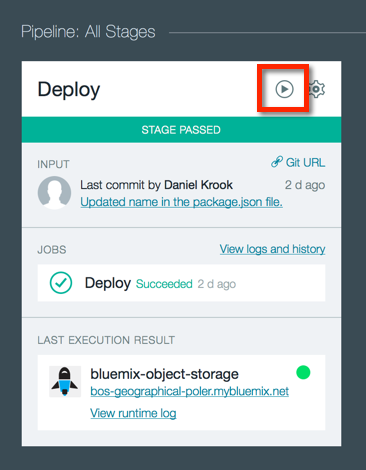 Pipeline: All Stages
Deploy
STAGE PASSED
INPUT
Git URL
Last commit by Daniel Krook 2 d ago
Updated name in the package.json file.
JOBS
View logs and history
Deploy Succeeded 2 d ago
LAST EXECUTION RESULT
bluemix-object-storage
bos-geographical-poler.mybluemix.net
View runtime log